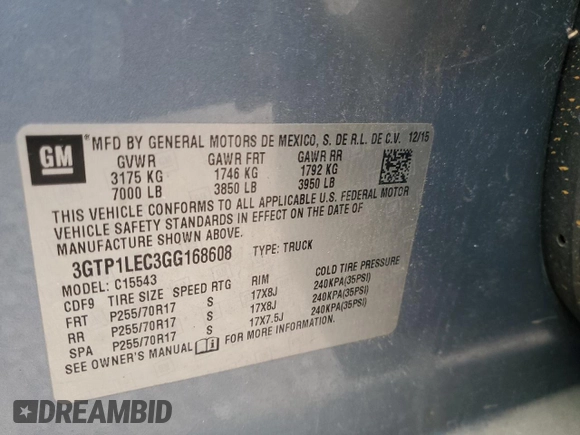 GM
® MFD BY GENERAL MOTORS DE MEXICO, S. DE R.L. DE C.V. 12/15
GVWR GAWR FRT GAWR RR
3175 KG 1746 KG 1792 KG
7000 LB 3850 LB 3950 LB
THIS VEHICLE CONFORMS TO ALL APPLICABLE U.S. FEDERAL MOTOR
VEHICLE SAFETY STANDARDS IN EFFECT ON THE DATE OF
MANUFACTURE SHOWN ABOVE.
3GTP1LEC3GG168608 TYPE: TRUCK
MODEL: C15543
CDF9 TIRE SIZE SPEED RTG RIM COLD TIRE PRESSURE
FRT P255/70R17 S 17X8J 240KPA(35PSI)
RR P255/70R17 S 17X8J 240KPA(35PSI)
SPA P255/70R17 S 17X7.5J 240KPA(35PSI)
SEE OWNER'S MANUAL FOR MORE INFORMATION.
DREAMBID